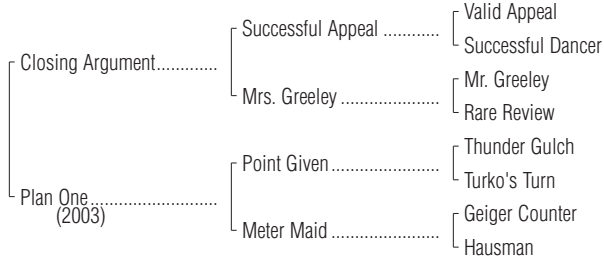 Valid Appeal
Successful Appeal ............
Successful Dancer
Closing Argument.............
Mr. Greeley
Mrs. Greeley ...................
Rare Review
Thunder Gulch
Point Given.....................
Turko's Turn
Plan One.........................
(2003)
Geiger Counter
Meter Maid .....................
Hausman